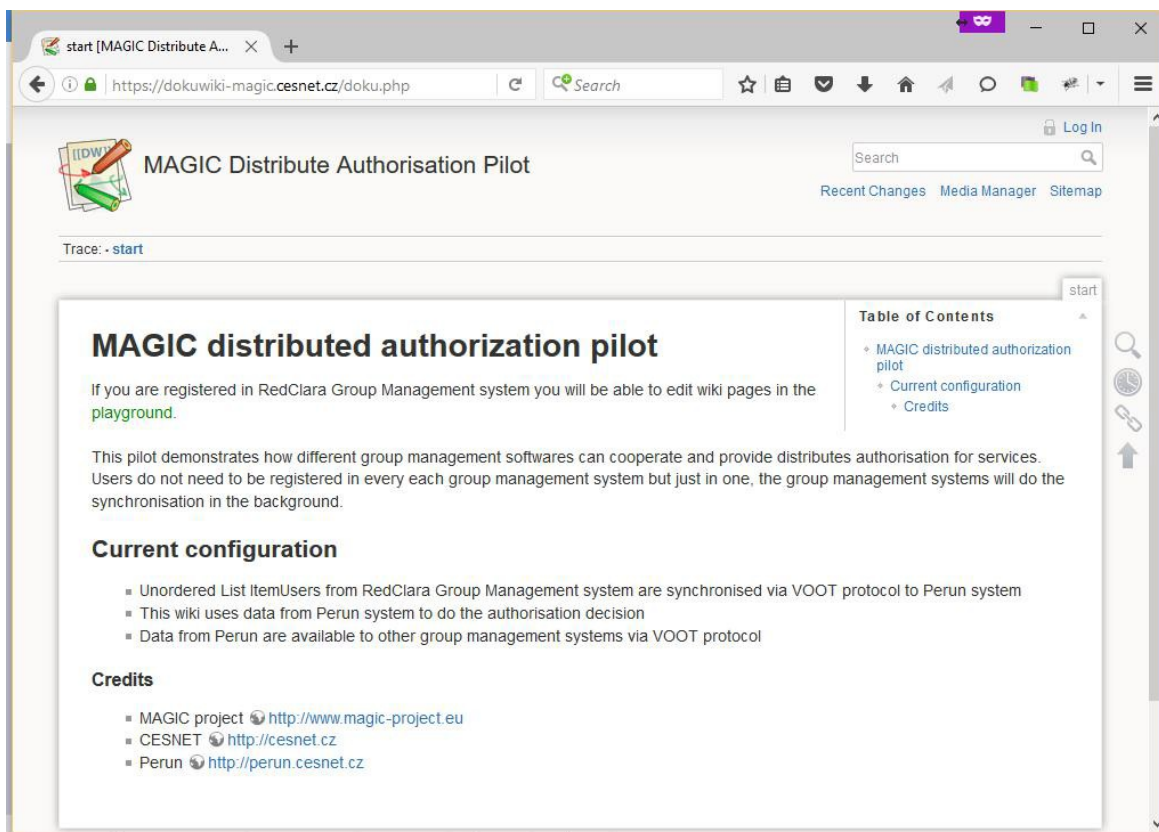 start [MAGIC Distribute A...
https://dokuwiki-magic.cesnet.cz/doku.php
Search
Log In
[[DW]]
MAGIC Distribute Authorisation Pilot
Search
Recent Changes Media Manager Sitemap
Trace: • start
start
Table of Contents
MAGIC distributed authorization
pilot
Current configuration
Credits
MAGIC distributed authorization pilot
If you are registered in RedClara Group Management system you will be able to edit wiki pages in the
playground.
This pilot demonstrates how different group management softwares can cooperate and provide distributes authorisation for services.
Users do not need to be registered in every each group management system but just in one, the group management systems will do the
synchronisation in the background.
Current configuration
Unordered List ItemUsers from RedClara Group Management system are synchronised via VOOT protocol to Perun system
This wiki uses data from Perun system to do the authorisation decision
Data from Perun are available to other group management systems via VOOT protocol
Credits
MAGIC project http://www.magic-project.eu
CESNET http://cesnet.cz
Perun http://perun.cesnet.cz